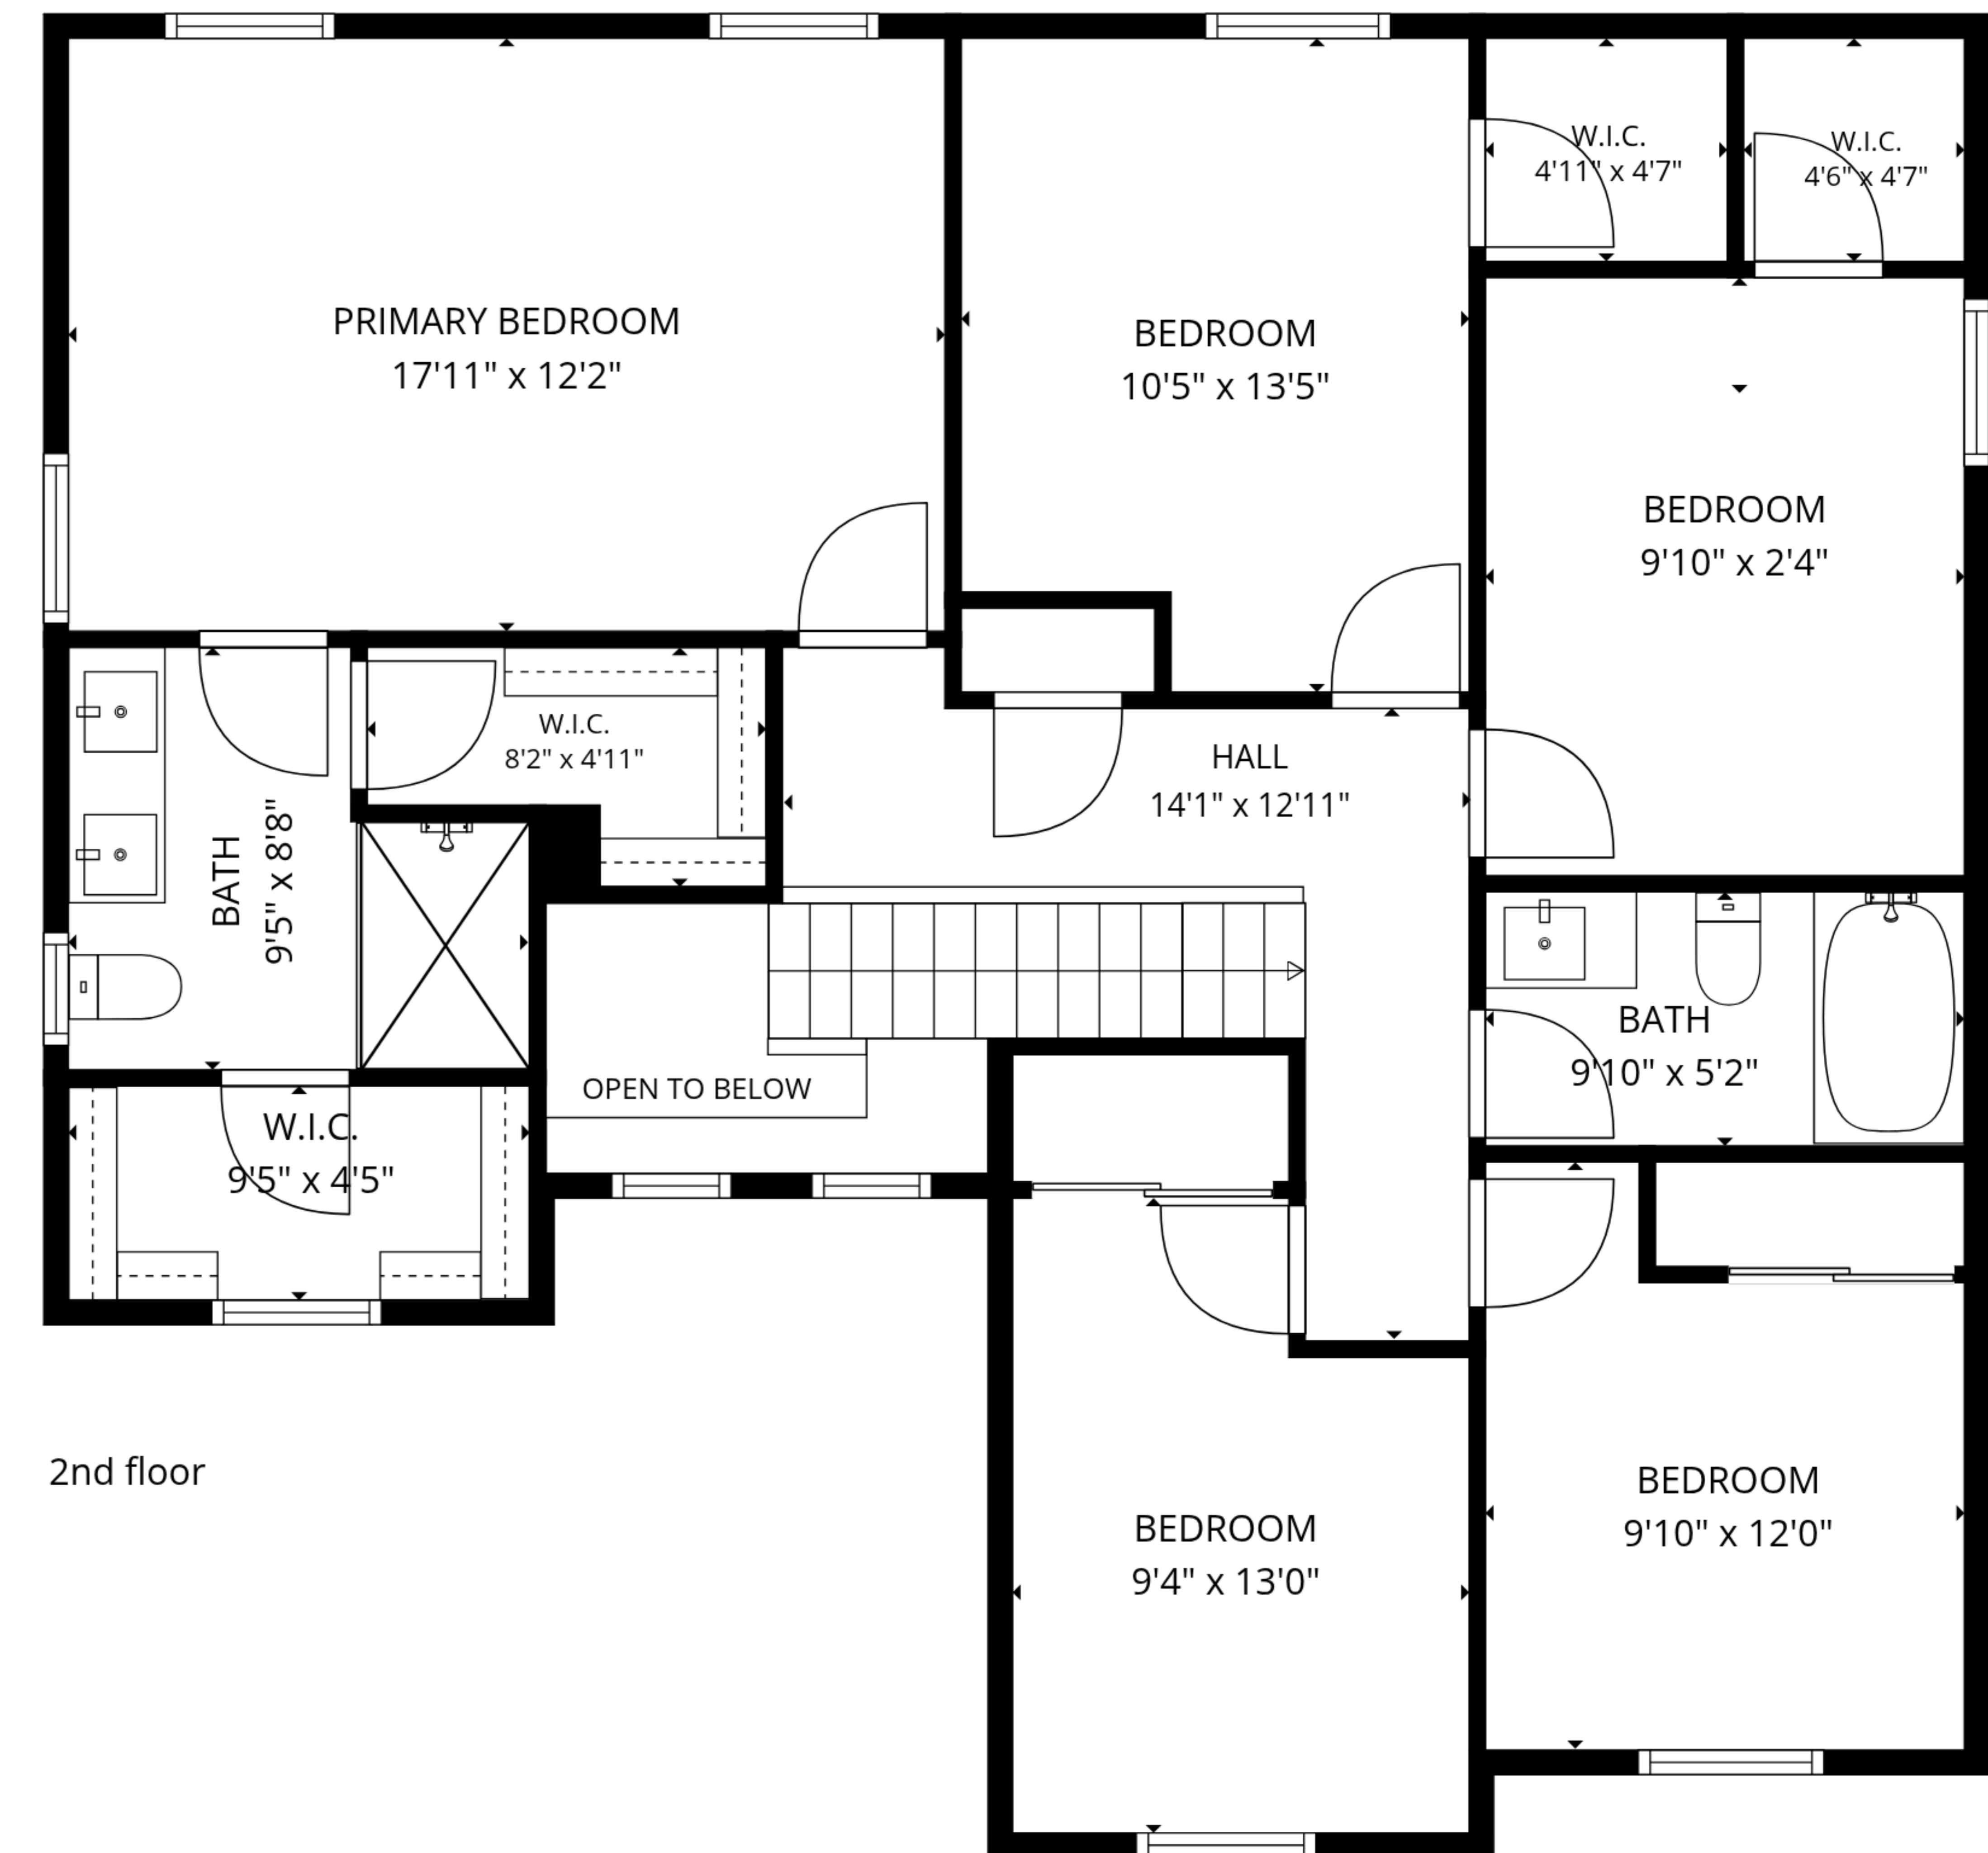 W.I.C.
4'11" x 4'7"
W.I.C.
4'6" x 4'7"
PRIMARY BEDROOM
17'11" x 12'2"
BEDROOM
10'5" x 13'5"
BEDROOM
9'10" x 2'4"
W.I.C.
8'2" x 4'11"
HALL
14'1" x 12'11"
BATH
9'5" x 8'8"
BATH
9'10" x 5'2"
OPEN TO BELOW
W.I.C.
9'5" x 4'5"
2nd floor
BEDROOM
9'4" x 13'0"
BEDROOM
9'10" x 12'0"